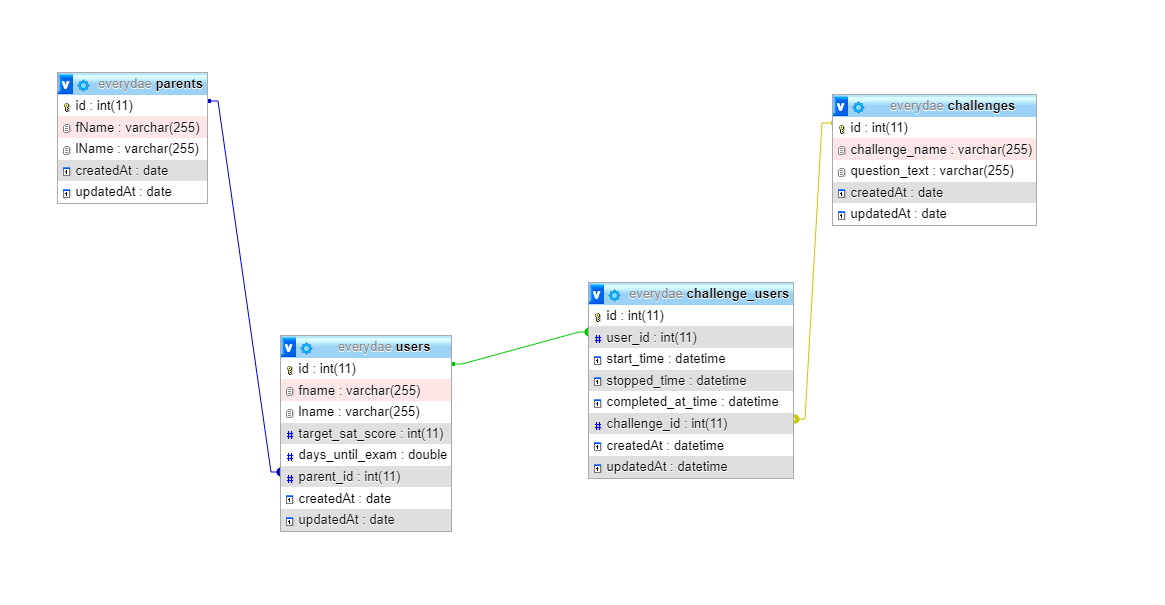 v everydae parents
id : int(11)
fName : varchar(255)
lName : varchar(255)
createdAt : date
updatedAt : date
v everydae challenges
id : int(11)
challenge_name : varchar(255)
question_text : varchar(255)
createdAt : date
updatedAt : date
v everydae users
id : int(11)
fname : varchar(255)
lname : varchar(255)
# target_sat_score : int(11)
# days_until_exam : double
# parent_id : int(11)
createdAt : date
updatedAt : date
v everydae challenge_users
id : int(11)
# user_id : int(11)
start_time : datetime
stopped_time : datetime
completed_at_time : datetime
# challenge_id : int(11)
createdAt : datetime
updatedAt : datetime